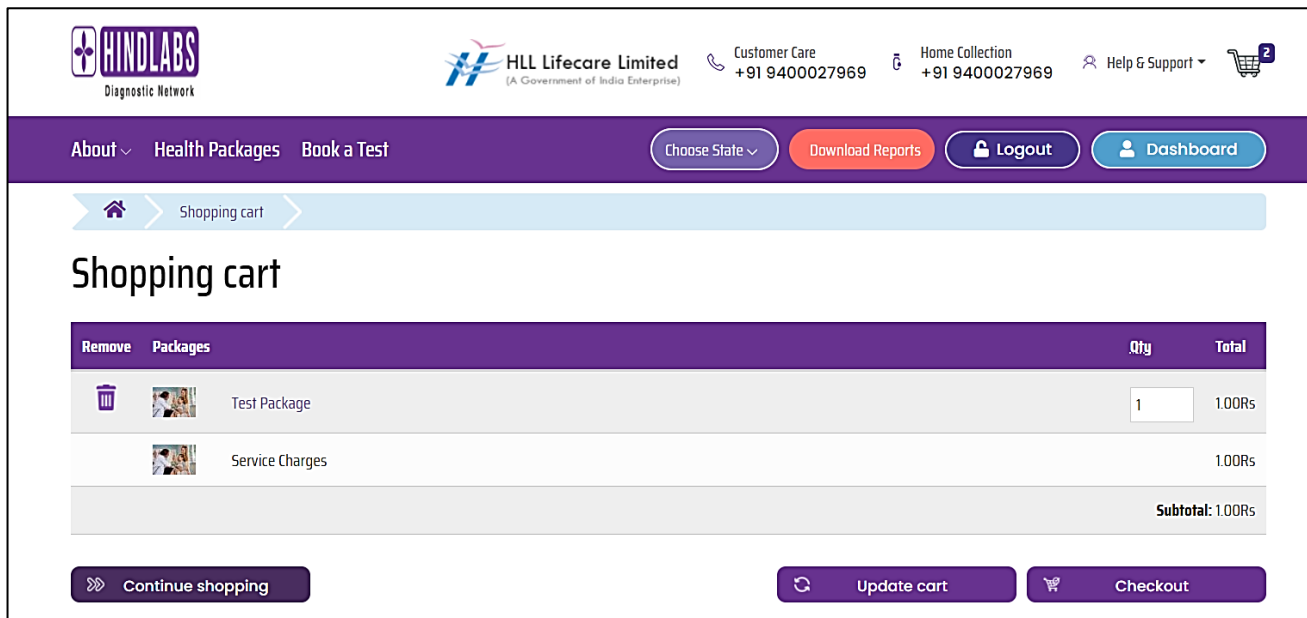 HINDLABS
Diagnostic Network
HLL Lifecare Limited
(A Government of India Enterprise)
Customer Care
+91 9400027969
Home Collection
+91 9400027969
Help & Support
2
About
Health Packages
Book a Test
Choose State
Download Reports
Logout
Dashboard
Shopping cart
Shopping cart
Remove Packages Qty Total
Test Package 1 1.00Rs
Service Charges 1.00Rs
Subtotal: 1.00Rs
Continue shopping
Update cart
Checkout